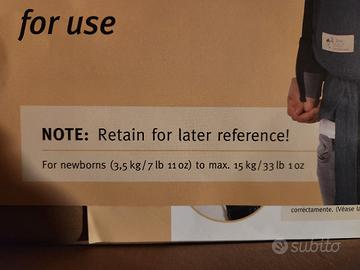 for use
NOTE: Retain for later reference!
For newborns (3,5 kg/7 lb 11 oz) to max. 15 kg/33 lb 1 oz
correctamente. (Véase la
subito